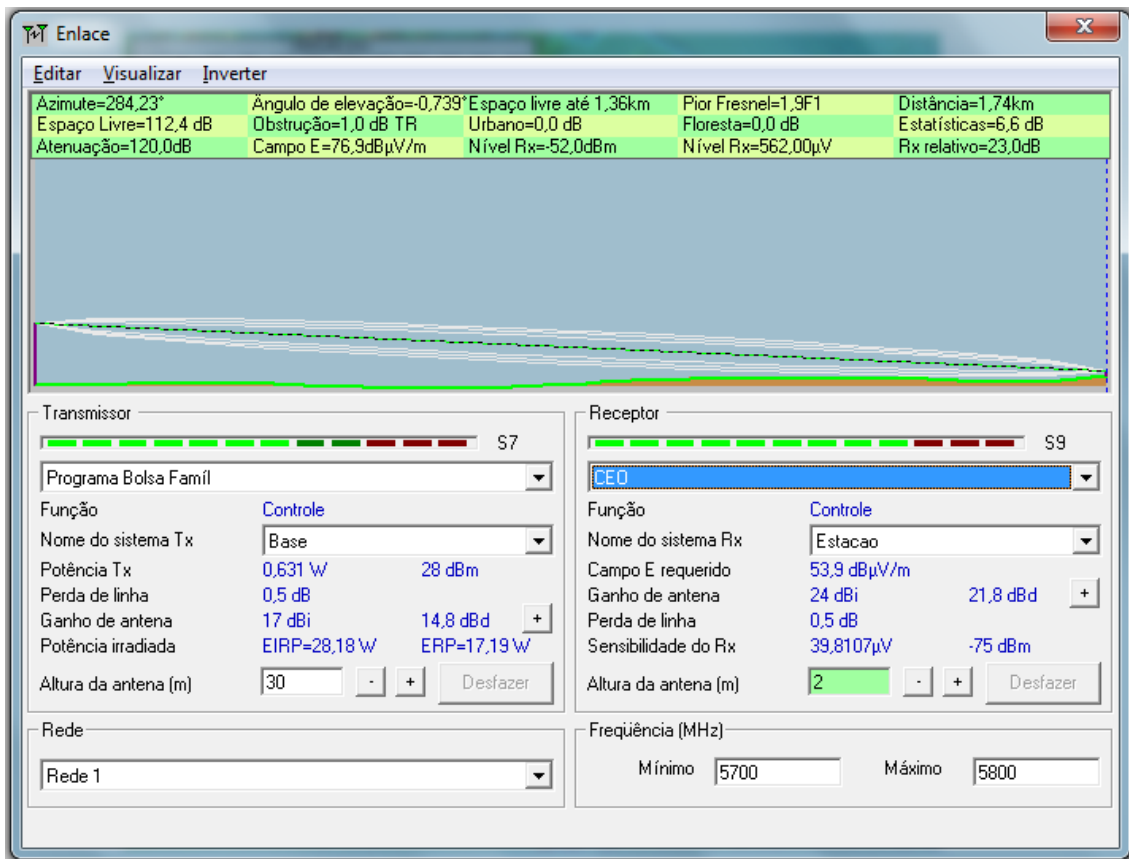 Enlace
Editar Visualizar Inverter
Azimute=284,23° Ângulo de elevação=-0,739° Espaço livre até 1,36km Pior Fresnel=1,9F1 Distância=1,74km
Espaço Livre=112,4 dB Obstrução=1,0 dB TR Urbano=0,0 dB Floresta=0,0 dB Estatísticas=6,6 dB
Atenuação=120,0dB Campo E=76,9dBµV/m Nível Rx=-52,0dBm Nível Rx=562,00µV Rx relativo=23,0dB
Transmissor
S7
Programa Bolsa Famíl
Função Controle
Nome do sistema Tx Base
Potência Tx 0,631 W 28 dBm
Perda de linha 0,5 dB
Ganho de antena 17 dBi 14,8 dBd +
Potência irradiada EIRP=28,18 W ERP=17,19 W
Altura da antena (m) 30 - + Desfazer
Receptor
S9
CEO
Função Controle
Nome do sistema Rx Estacao
Campo E requerido 53,9 dBµV/m
Ganho de antena 24 dBi 21,8 dBd +
Perda de linha 0,5 dB
Sensibilidade do Rx 39,8107µV -75 dBm
Altura da antena (m) 2 - + Desfazer
Rede
Rede 1
Freqüência (MHz)
Mínimo 5700 Máximo 5800